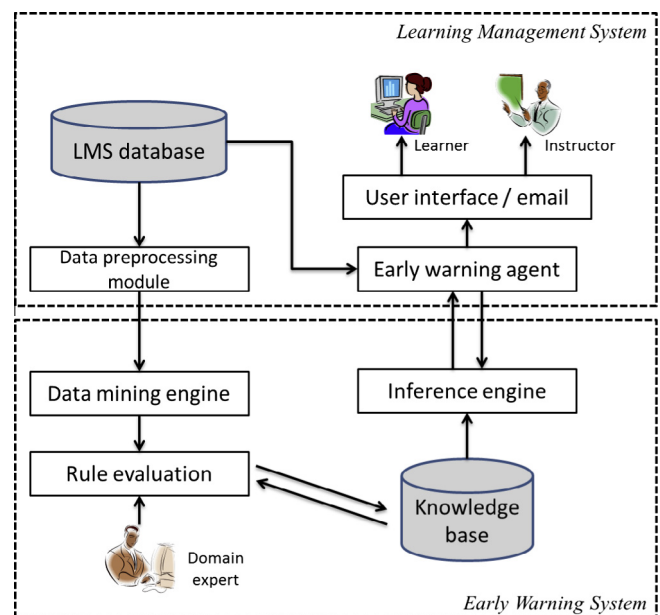 Learning Management System
LMS database
Learner
Instructor
User interface / email
Data preprocessing
module
Early warning agent
Data mining engine
Inference engine
Rule evaluation
Knowledge
base
Domain
expert
Early Warning System